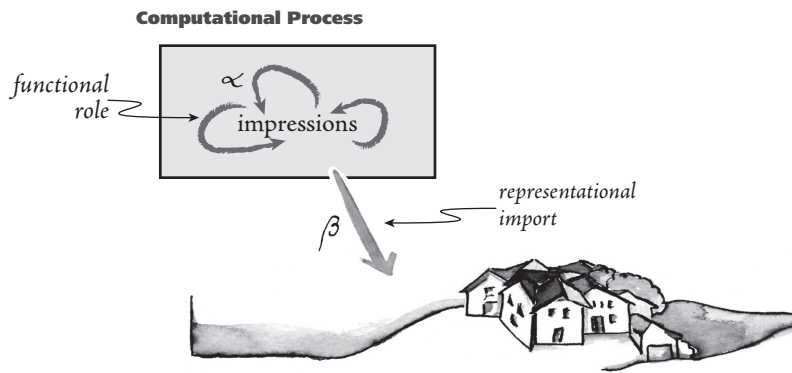 Computational Process
functional
role
∝
impressions
representational
import
β